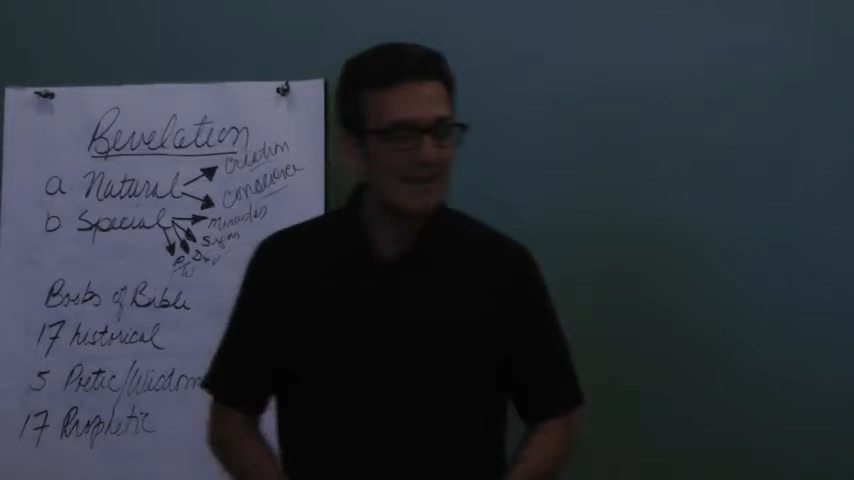 Revelation
creation
a Natural
conscience
b Special
miracles
Signs
Books of Bible
17 historical
5 Poetic/Wisdom
17 Prophetic